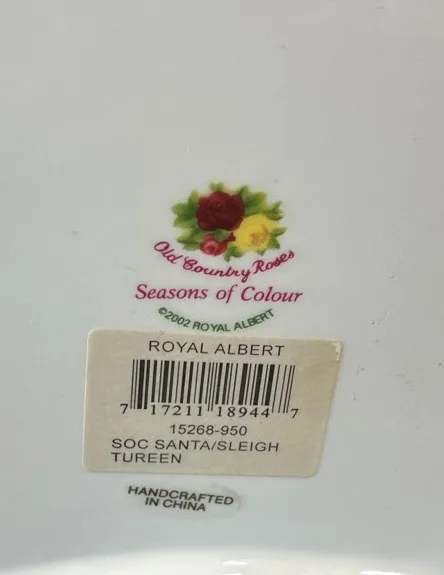 Old Country Roses
Seasons of Colour
©2002 ROYAL ALBERT
ROYAL ALBERT
7 17211 18944 7
15268-950
SOC SANTA/SLEIGH
TUREEN
HANDCRAFTED
IN CHINA